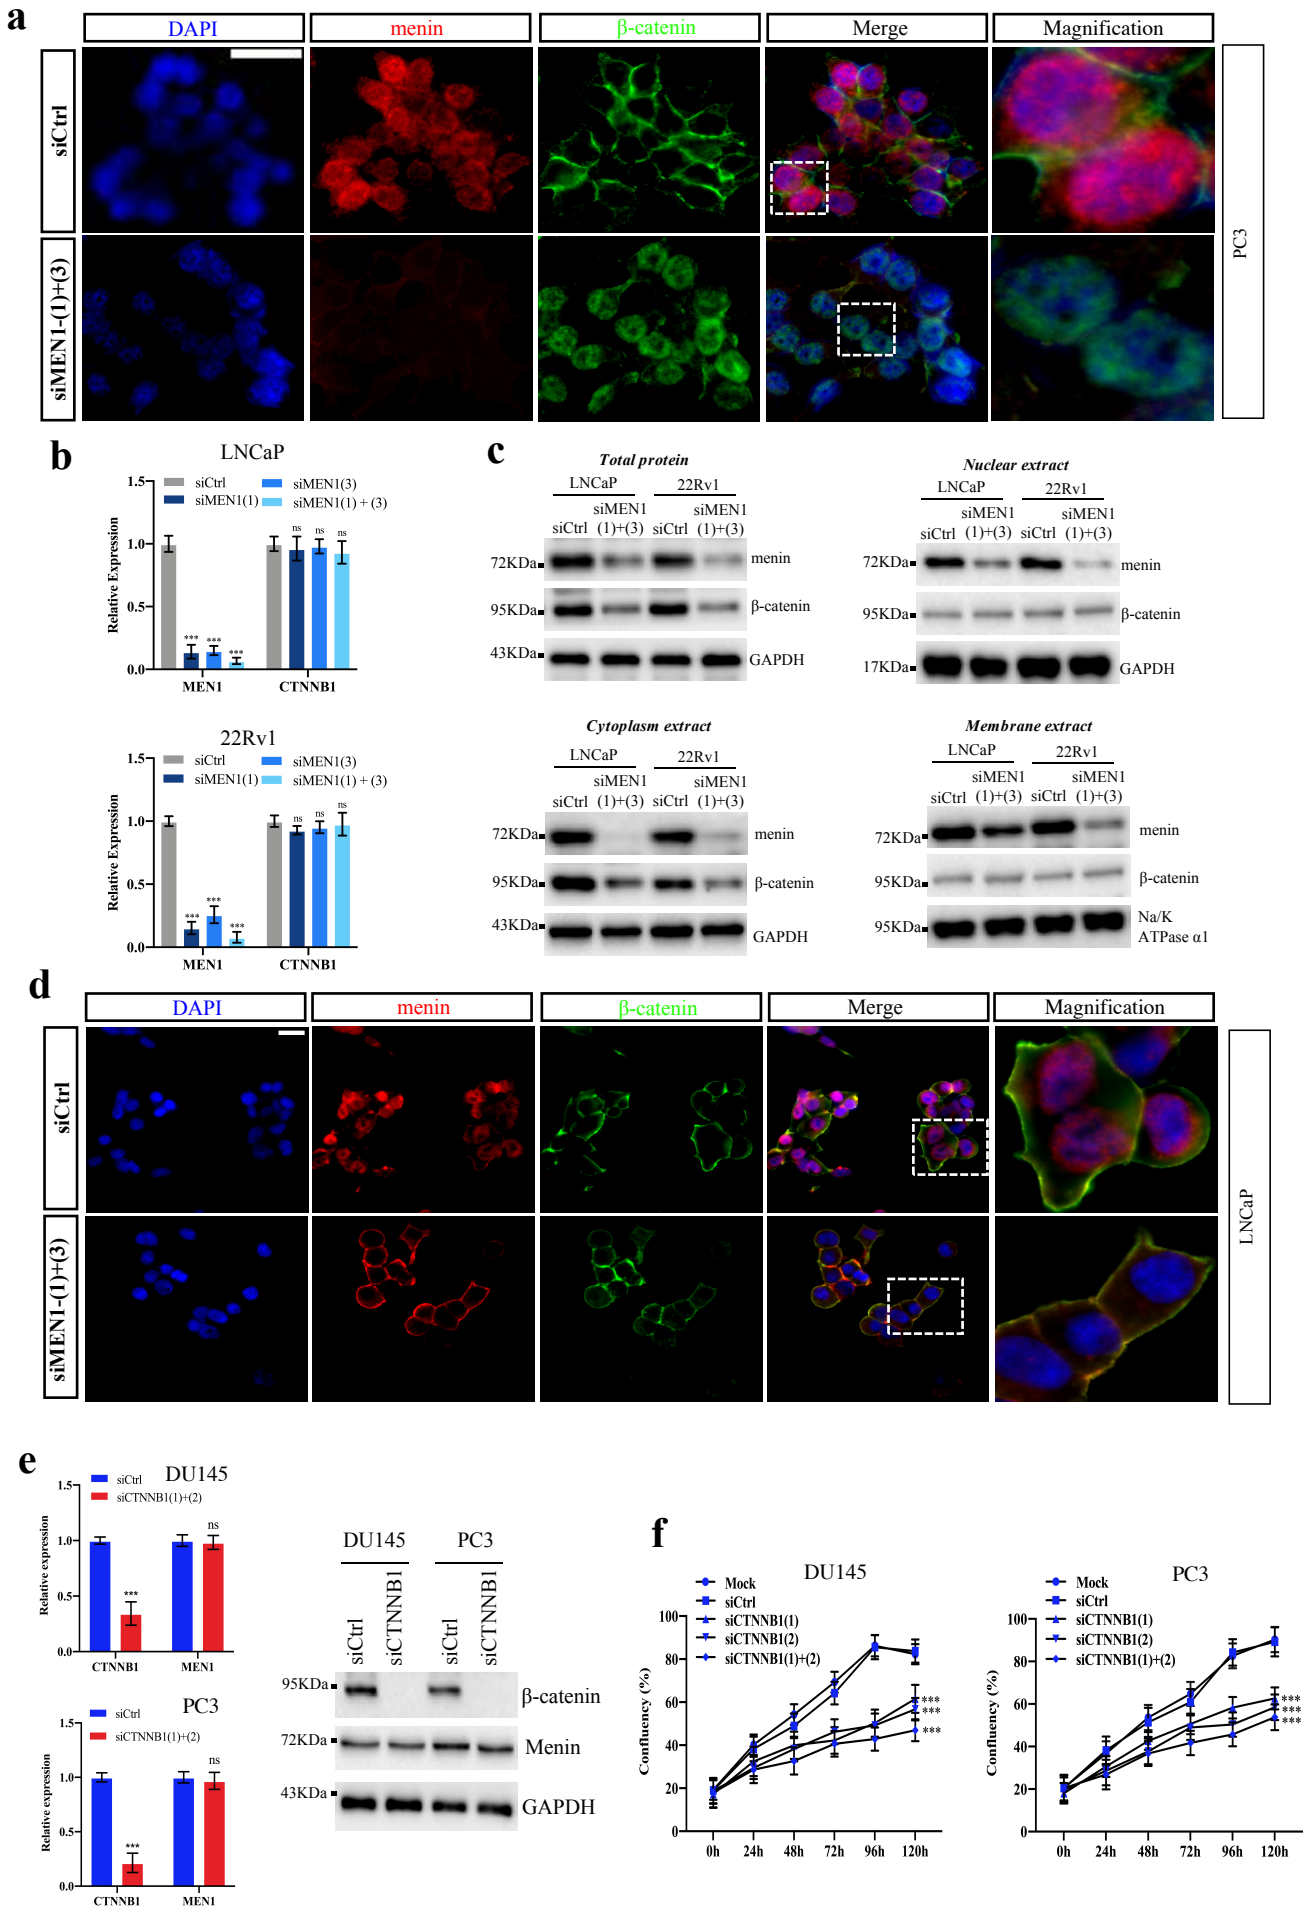 a
DAPI menin β-catenin Merge Magnification
siCtrl
siMEN1-(1)+(3)
PC3
b
LNCaP
siCtrl siMEN1(3)
siMEN1(1) siMEN1(1) + (3)
Relative Expression
1.5
1.0
0.5
0.0
*** *** ***
ns ns ns
MEN1 CTNNB1
22Rv1
siCtrl siMEN1(3)
siMEN1(1) siMEN1(1) + (3)
Relative Expression
1.5
1.0
0.5
0.0
*** *** ***
ns ns ns
MEN1 CTNNB1
c
Total protein
LNCaP 22Rv1
siCtrl siMEN1 (1)+(3) siCtrl siMEN1 (1)+(3)
72KDa menin
95KDa β-catenin
43KDa GAPDH
Nuclear extract
LNCaP 22Rv1
siCtrl siMEN1 (1)+(3) siCtrl siMEN1 (1)+(3)
72KDa menin
95KDa β-catenin
17KDa GAPDH
Cytoplasm extract
LNCaP 22Rv1
siCtrl siMEN1 (1)+(3) siCtrl siMEN1 (1)+(3)
72KDa menin
95KDa β-catenin
43KDa GAPDH
Membrane extract
LNCaP 22Rv1
siCtrl siMEN1 (1)+(3) siCtrl siMEN1 (1)+(3)
72KDa menin
95KDa β-catenin
95KDa Na/K
ATPase α1
d
DAPI menin β-catenin Merge Magnification
siCtrl
siMEN1-(1)+(3)
LNCaP
e
DU145
siCtrl
siCTNNB1(1)+(2)
Relative expression
1.5
1.0
0.5
0.0
*** ns
CTNNB1 MEN1
PC3
siCtrl
siCTNNB1(1)+(2)
Relative expression
1.5
1.0
0.5
0.0
*** ns
CTNNB1 MEN1
DU145 PC3
siCtrl siCTNNB1 siCtrl siCTNNB1
95KDa β-catenin
72KDa Menin
43KDa GAPDH
f
DU145
Mock
siCtrl
siCTNNB1(1)
siCTNNB1(2)
siCTNNB1(1)+(2)
Confluency (%)
100
80
60
40
20
0
***
***
***
0h 24h 48h 72h 96h 120h
PC3
Mock
siCtrl
siCTNNB1(1)
siCTNNB1(2)
siCTNNB1(1)+(2)
Confluency (%)
100
80
60
40
20
0
***
***
***
0h 24h 48h 72h 96h 120h